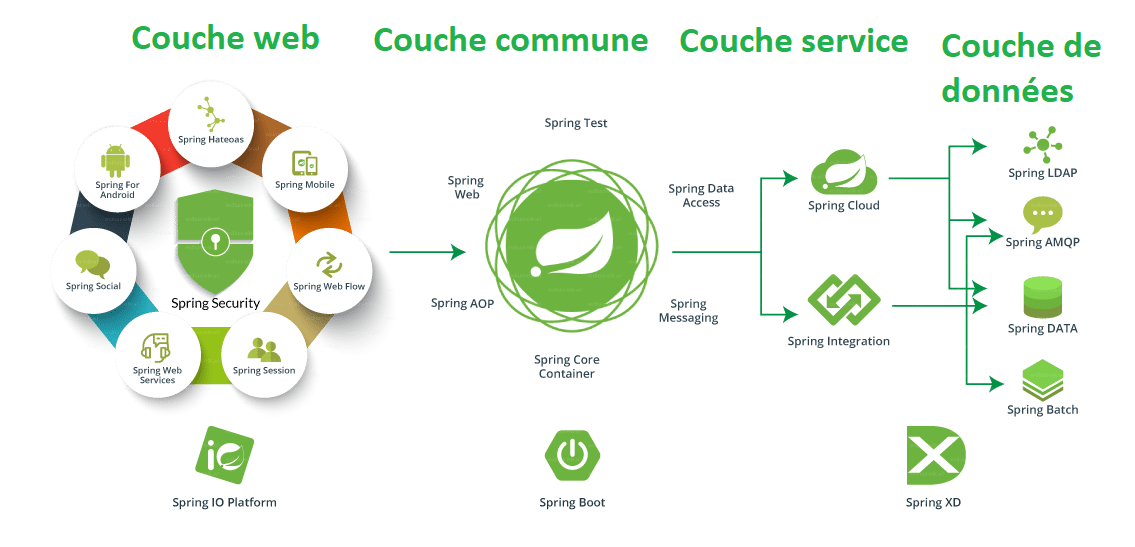 Couche web
Couche commune
Couche service
Couche de
données
Spring Hateoas
Spring For
Android
Spring Mobile
Spring Social
Spring Security
Spring Web Flow
Spring Web
Services
Spring Session
Spring Test
Spring
Web
Spring Data
Access
Spring AOP
Spring
Messaging
Spring Core
Container
Spring Cloud
Spring Integration
Spring LDAP
Spring AMQP
Spring DATA
Spring Batch
Spring IO Platform
Spring Boot
XD
Spring XD